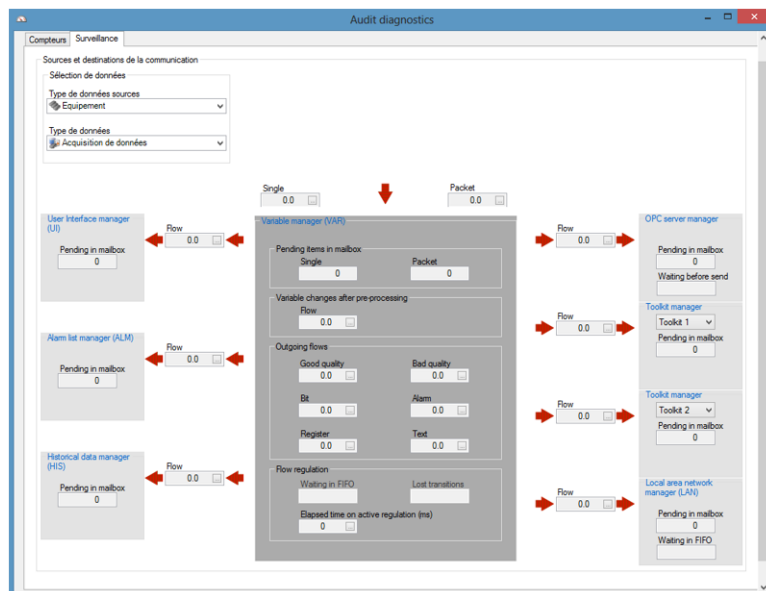 Audit diagnostics
Compteurs Surveillance
Sources et destinations de la communication
Sélection de données
Type de données sources
Equipement
Type de données
Acquisition de données
Single
0.0 ...
Packet
0.0 ...
User Interface manager
(UI)
Pending in mailbox
0
Flow
0.0 ...
Alarm list manager (ALM)
Pending in mailbox
0
Flow
0.0 ...
Historical data manager
(HIS)
Pending in mailbox
0
Flow
0.0 ...
Variable manager (VAR)
Pending items in mailbox
Single Packet
0 0
Variable changes after pre-processing
Flow
0.0 ...
Outgoing flows
Good quality Bad quality
0.0 ... 0.0 ...
Bit Alarm
0.0 ... 0.0 ...
Register Text
0.0 ... 0.0 ...
Flow regulation
Waiting in FIFO Lost transitions
Elapsed time on active regulation (ms)
0 ...
Flow
0.0 ...
OPC server manager
Pending in mailbox
0
Waiting before send
Flow
0.0 ...
Toolkit manager
Toolkit 1
Pending in mailbox
0
Flow
0.0 ...
Toolkit manager
Toolkit 2
Pending in mailbox
0
Flow
0.0 ...
Local area network
manager (LAN)
Pending in mailbox
0
Waiting in FIFO